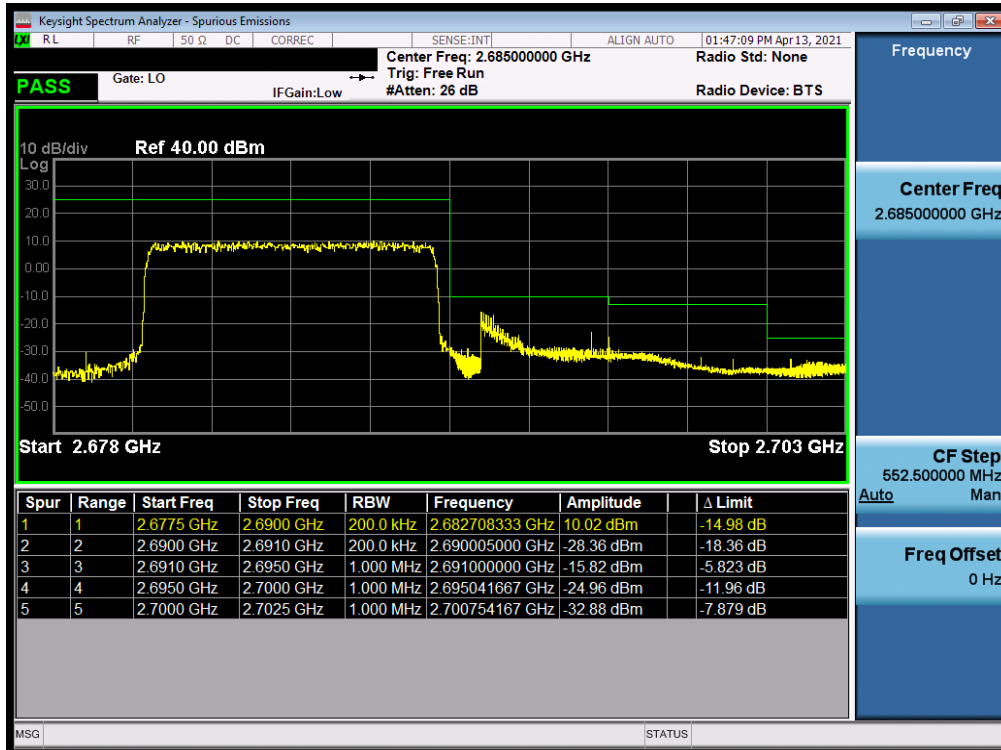 Keysight Spectrum Analyzer - Spurious Emissions
LXI RL RF 50 Ω DC CORREC SENSE:INT ALIGN AUTO 01:47:09 PM Apr 13, 2021
Frequency
Center Freq: 2.685000000 GHz Radio Std: None
PASS Gate: LO Trig: Free Run
IFGain:Low #Atten: 26 dB Radio Device: BTS
10 dB/div Ref 40.00 dBm
Log
30.0
20.0
10.0
0.00
-10.0
-20.0
-30.0
-40.0
-50.0
Start 2.678 GHz Stop 2.703 GHz
Spur Range Start Freq Stop Freq RBW Frequency Amplitude Δ Limit
1 1 2.6775 GHz 2.6900 GHz 200.0 kHz 2.682708333 GHz 10.02 dBm -14.98 dB
2 2 2.6900 GHz 2.6910 GHz 200.0 kHz 2.690005000 GHz -28.36 dBm -18.36 dB
3 3 2.6910 GHz 2.6950 GHz 1.000 MHz 2.691000000 GHz -15.82 dBm -5.823 dB
4 4 2.6950 GHz 2.7000 GHz 1.000 MHz 2.695041667 GHz -24.96 dBm -11.96 dB
5 5 2.7000 GHz 2.7025 GHz 1.000 MHz 2.700754167 GHz -32.88 dBm -7.879 dB
Center Freq
2.685000000 GHz
CF Step
552.500000 MHz
Auto Man
Freq Offset
0 Hz
MSG STATUS